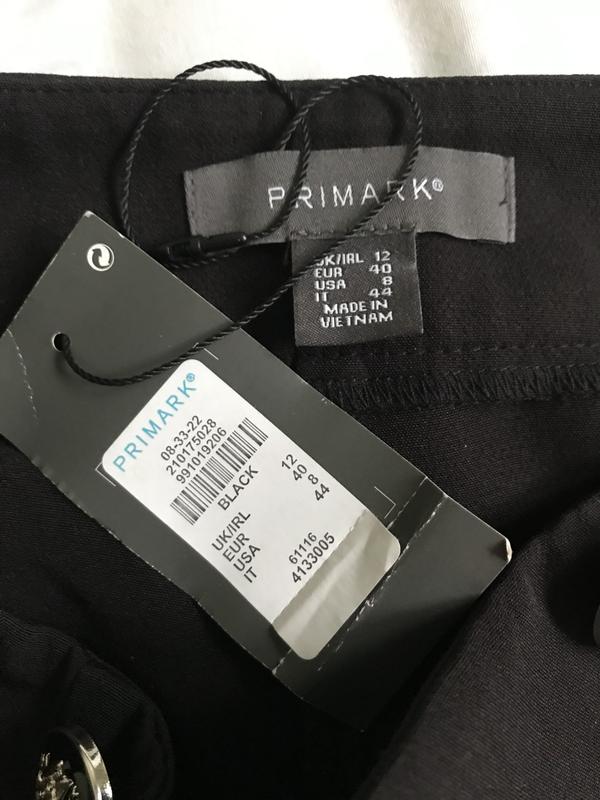 PRIMARK®
UK/IRL 12
EUR 40
USA 8
IT 44
MADE IN
VIETNAM
PRIMARK®
08-33-22
210175028
991019206
BLACK
UK/IRL 12
EUR 40
USA 8
IT 44
61116
4133005